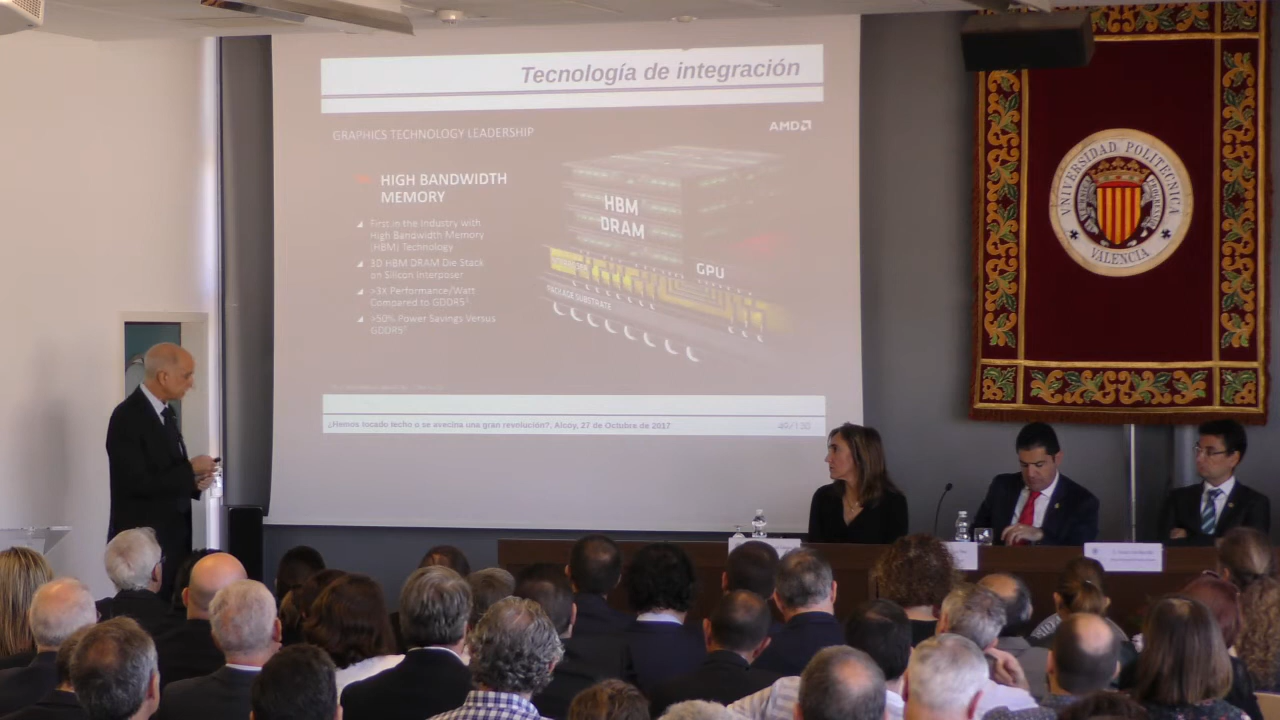 Tecnología de integración
GRAPHICS TECHNOLOGY LEADERSHIP
AMD
HIGH BANDWIDTH
MEMORY
First in the Industry with
High Bandwidth Memory
(HBM) Technology
3D HBM DRAM Die Stack
on Silicon Interposer
>3X Performance/Watt
Compared to GDDR5
>50% Power Savings Versus
GDDR5
HBM
DRAM
GPU
PACKAGE SUBSTRATE
¿Hemos tocado techo o se avecina una gran revolución?, Alcoy, 27 de Octubre de 2017
UNIVERSIDAD POLITECNICA
VALENCIA